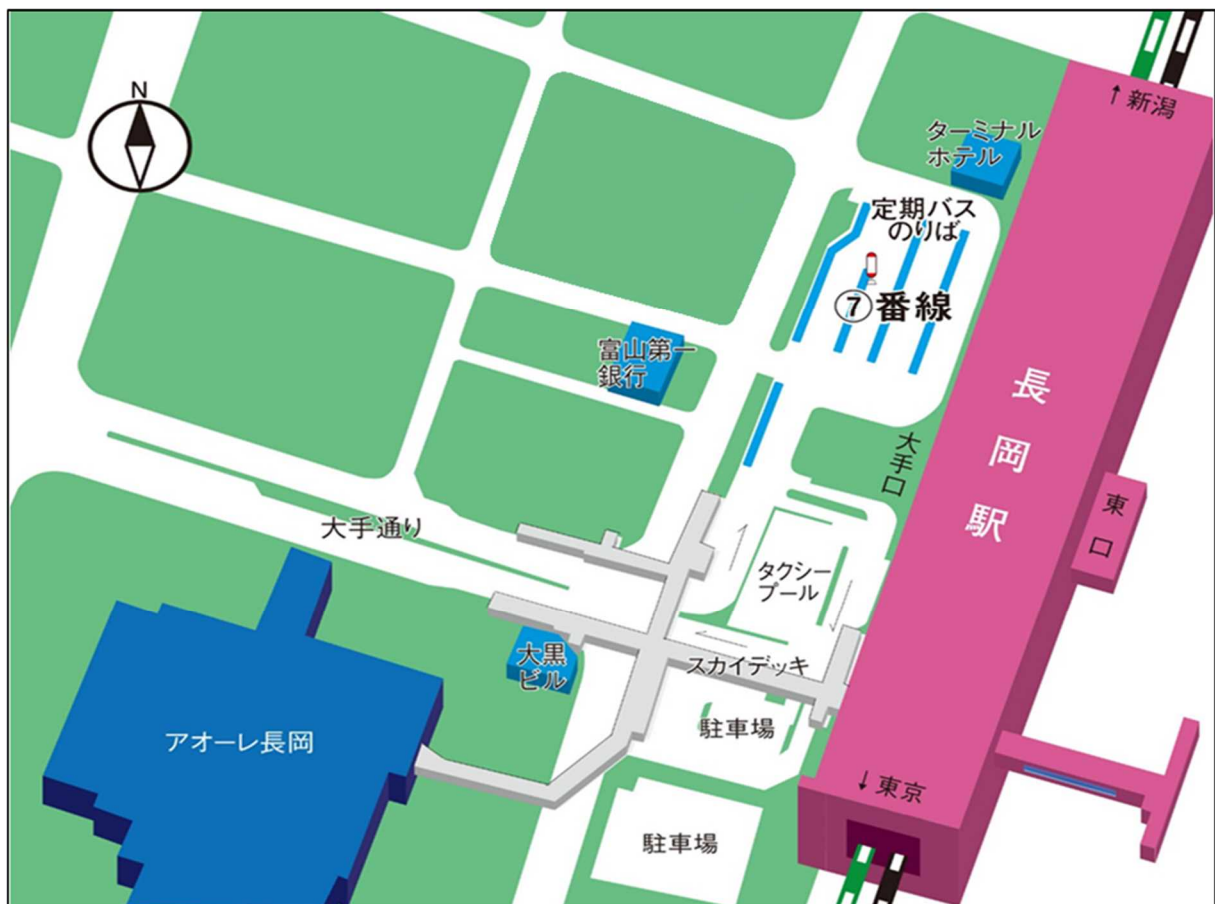 N
↑新潟
ターミナル
ホテル
定期バス
のりば
⑦番線
富山第一
銀行
長岡駅
大手口
東口
大手通り
タクシー
プール
スカイデッキ
大黒
ビル
駐車場
アオーレ長岡
↓東京
駐車場